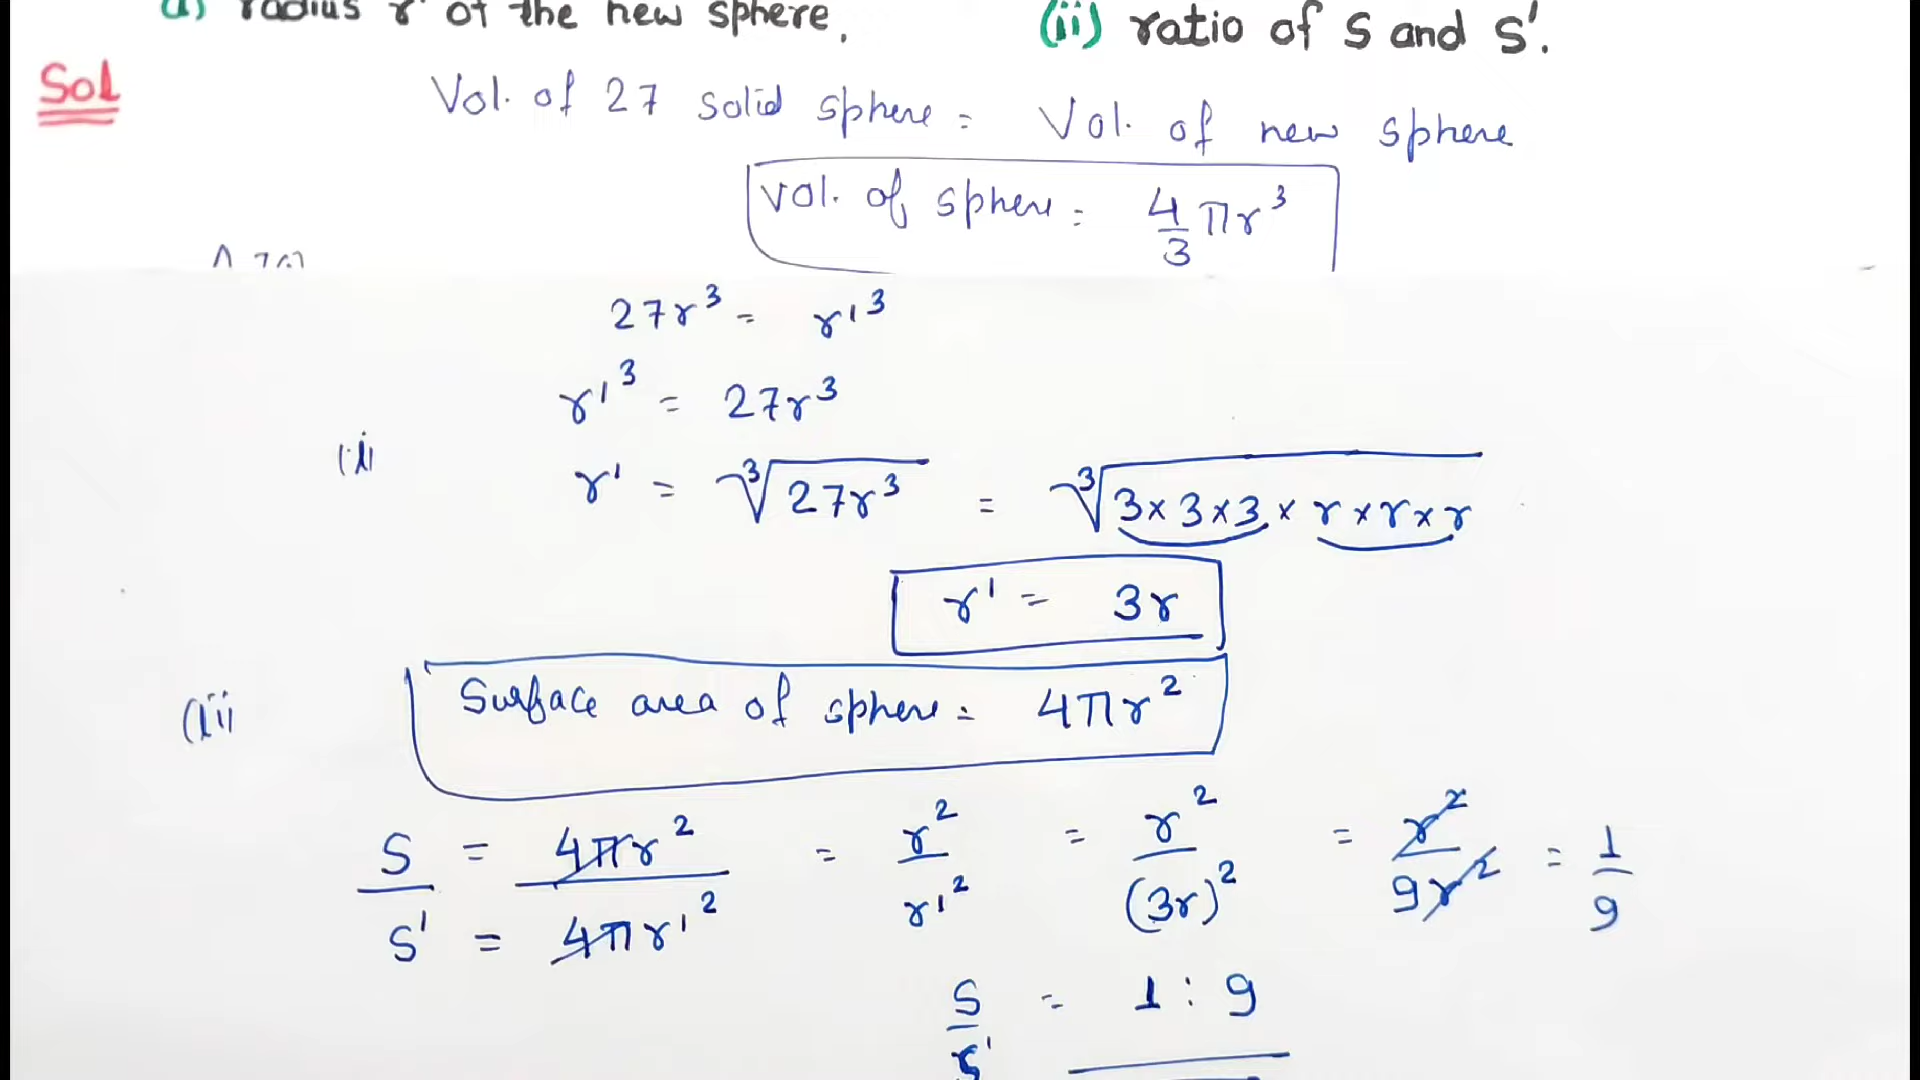 (i) radius r' of the new sphere. (ii) ratio of S and S'.
Sol
Vol. of 27 solid sphere = Vol. of new sphere
Vol. of sphere = 4/3 πr³
27r³ = r'³
r'³ = 27r³
(i) r' = ∛27r³ = ∛3×3×3×r×r×r
r' = 3r
(ii) Surface area of sphere = 4πr²
S/S' = 4πr²/4πr'² = r²/r'² = r²/(3r)² = r²/9r² = 1/9
S/S' = 1 : 9